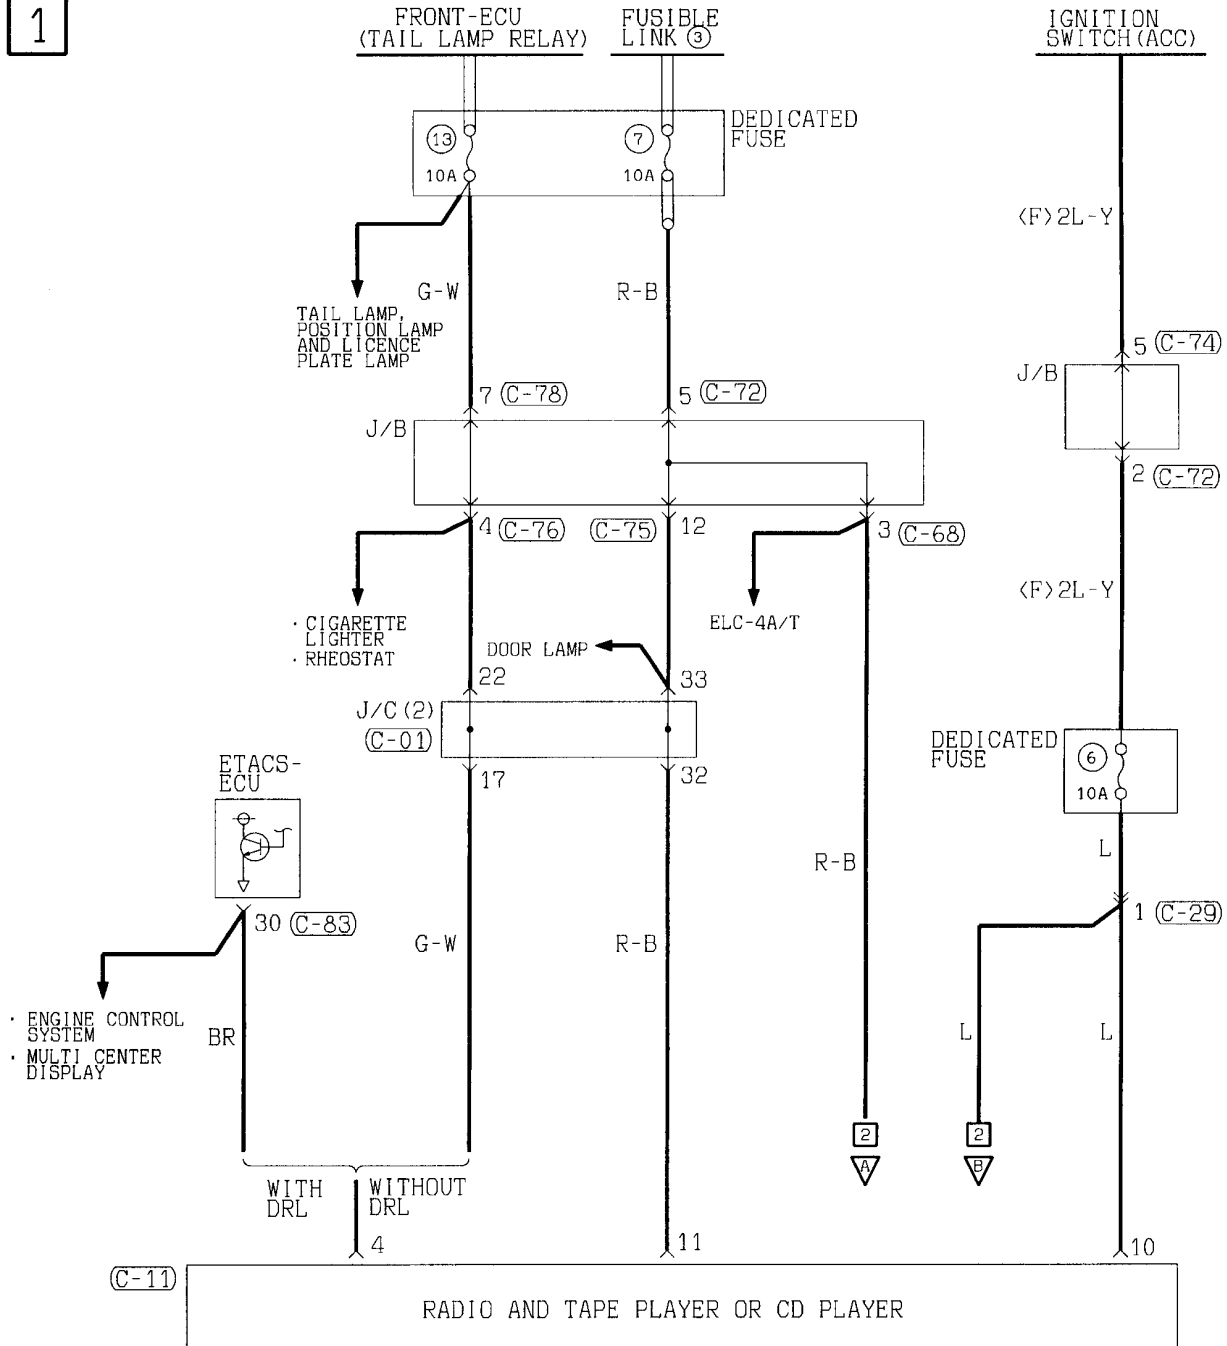 1
FRONT-ECU
(TAIL LAMP RELAY)
FUSIBLE
LINK ③
IGNITION
SWITCH(ACC)
DEDICATED
FUSE
13
10A
7
10A
<F>2L-Y
G-W
R-B
TAIL LAMP,
POSITION LAMP
AND LICENCE
PLATE LAMP
5 (C-74)
J/B
7 (C-78)
5 (C-72)
J/B
2 (C-72)
4 (C-76)
(C-75) 12
3 (C-68)
<F>2L-Y
· CIGARETTE
LIGHTER
· RHEOSTAT
DOOR LAMP
ELC-4A/T
22
33
J/C(2)
(C-01)
17
32
DEDICATED
FUSE
6
10A
ETACS-
ECU
L
R-B
30 (C-83)
1 (C-29)
G-W
R-B
· ENGINE CONTROL
SYSTEM
· MULTI CENTER
DISPLAY
BR
L
L
2
A
2
B
WITH
DRL
WITHOUT
DRL
4
11
10
(C-11)
RADIO AND TAPE PLAYER OR CD PLAYER